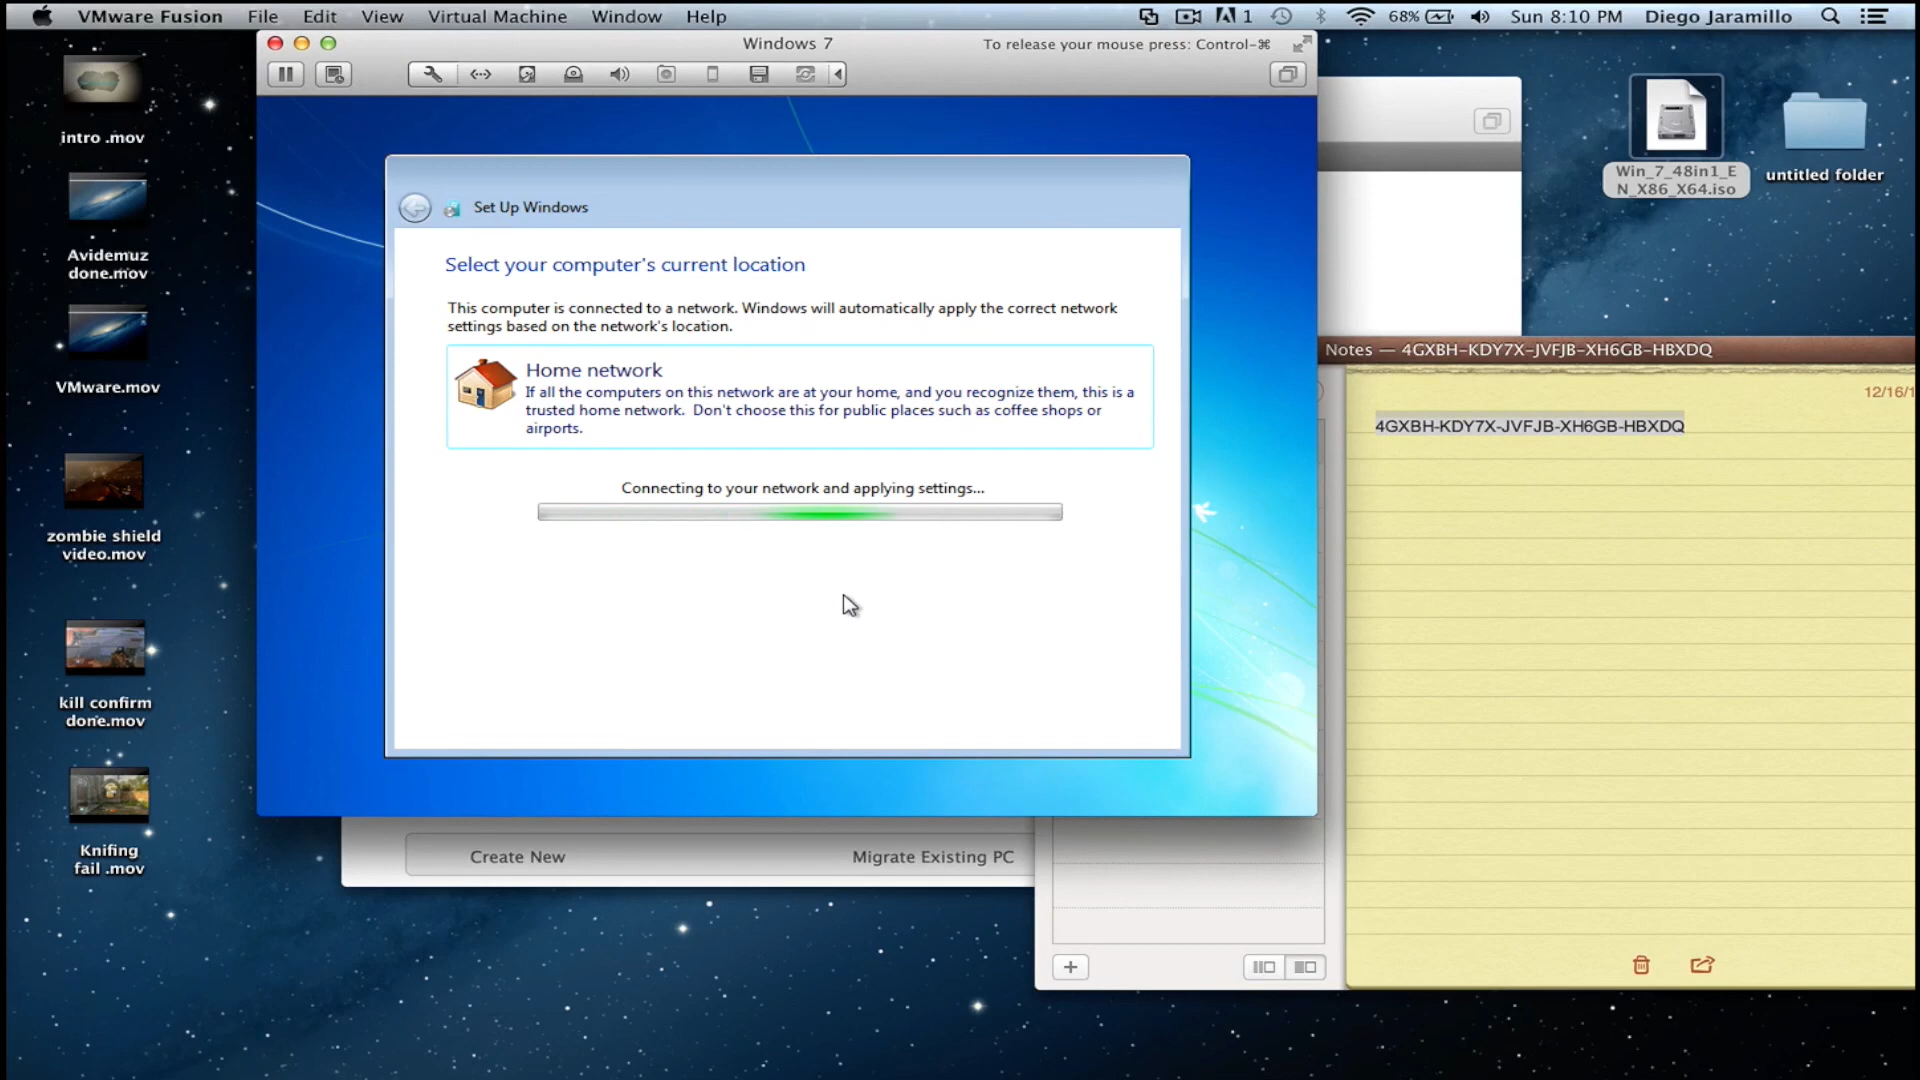 VMware Fusion File Edit View Virtual Machine Window Help
1 68% Sun 8:10 PM Diego Jaramillo
Windows 7
To release your mouse press: Control-⌘
intro .mov
Avidemuz
done.mov
VMware.mov
zombie shield
video.mov
kill confirm
done.mov
Knifing
fail .mov
Set Up Windows
Select your computer's current location
This computer is connected to a network. Windows will automatically apply the correct network
settings based on the network's location.
Home network
If all the computers on this network are at your home, and you recognize them, this is a
trusted home network. Don't choose this for public places such as coffee shops or
airports.
Connecting to your network and applying settings...
Create New
Migrate Existing PC
Win_7_48in1_E
N_X86_X64.iso
untitled folder
Notes — 4GXBH-KDY7X-JVFJB-XH6GB-HBXDQ
12/16/1
4GXBH-KDY7X-JVFJB-XH6GB-HBXDQ